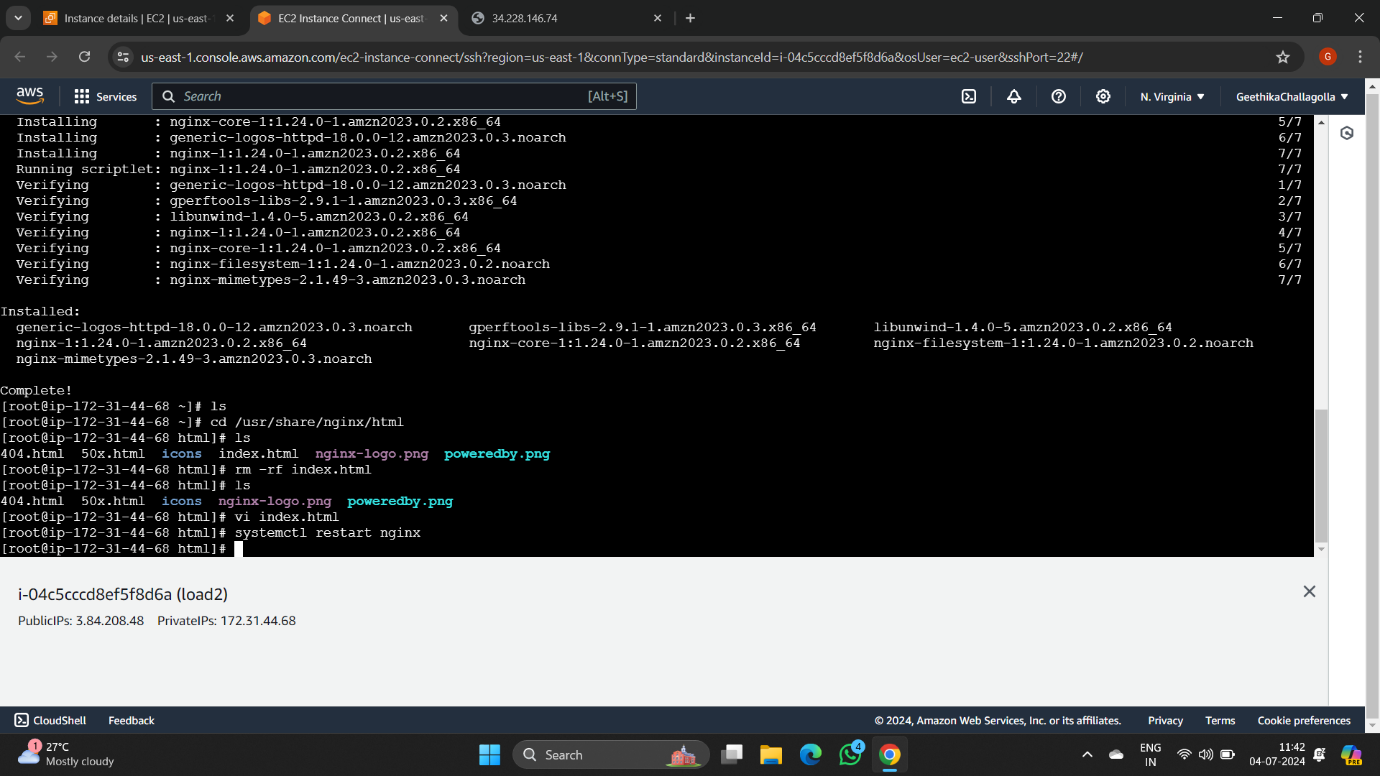 Instance details | EC2 | us-east-
EC2 Instance Connect | us-east-
34.228.146.74
us-east-1.console.aws.amazon.com/ec2-instance-connect/ssh?region=us-east-1&connType=standard&instanceId=i-04c5cccd8ef5f8d6a&osUser=ec2-user&sshPort=22#/
G
aws
Services
Search
[Alt+S]
N. Virginia
GeethikaChallagolla
Installing : nginx-core-1:1.24.0-1.amzn2023.0.2.x86_64 5/7
Installing : generic-logos-httpd-18.0.0-12.amzn2023.0.3.noarch 6/7
Installing : nginx-1:1.24.0-1.amzn2023.0.2.x86_64 7/7
Running scriptlet: nginx-1:1.24.0-1.amzn2023.0.2.x86_64 7/7
Verifying : generic-logos-httpd-18.0.0-12.amzn2023.0.3.noarch 1/7
Verifying : gperftools-libs-2.9.1-1.amzn2023.0.3.x86_64 2/7
Verifying : libunwind-1.4.0-5.amzn2023.0.2.x86_64 3/7
Verifying : nginx-1:1.24.0-1.amzn2023.0.2.x86_64 4/7
Verifying : nginx-core-1:1.24.0-1.amzn2023.0.2.x86_64 5/7
Verifying : nginx-filesystem-1:1.24.0-1.amzn2023.0.2.noarch 6/7
Verifying : nginx-mimetypes-2.1.49-3.amzn2023.0.3.noarch 7/7
Installed:
generic-logos-httpd-18.0.0-12.amzn2023.0.3.noarch gperftools-libs-2.9.1-1.amzn2023.0.3.x86_64 libunwind-1.4.0-5.amzn2023.0.2.x86_64
nginx-1:1.24.0-1.amzn2023.0.2.x86_64 nginx-core-1:1.24.0-1.amzn2023.0.2.x86_64 nginx-filesystem-1:1.24.0-1.amzn2023.0.2.noarch
nginx-mimetypes-2.1.49-3.amzn2023.0.3.noarch
Complete!
[root@ip-172-31-44-68 ~]# ls
[root@ip-172-31-44-68 ~]# cd /usr/share/nginx/html
[root@ip-172-31-44-68 html]# ls
404.html 50x.html icons index.html nginx-logo.png poweredby.png
[root@ip-172-31-44-68 html]# rm -rf index.html
[root@ip-172-31-44-68 html]# ls
404.html 50x.html icons nginx-logo.png poweredby.png
[root@ip-172-31-44-68 html]# vi index.html
[root@ip-172-31-44-68 html]# systemctl restart nginx
[root@ip-172-31-44-68 html]#
i-04c5cccd8ef5f8d6a (load2)
PublicIPs: 3.84.208.48 PrivateIPs: 172.31.44.68
CloudShell
Feedback
© 2024, Amazon Web Services, Inc. or its affiliates.
Privacy
Terms
Cookie preferences
1
27°C
Mostly cloudy
Search
4
ENG
IN
11:42
04-07-2024
PRE